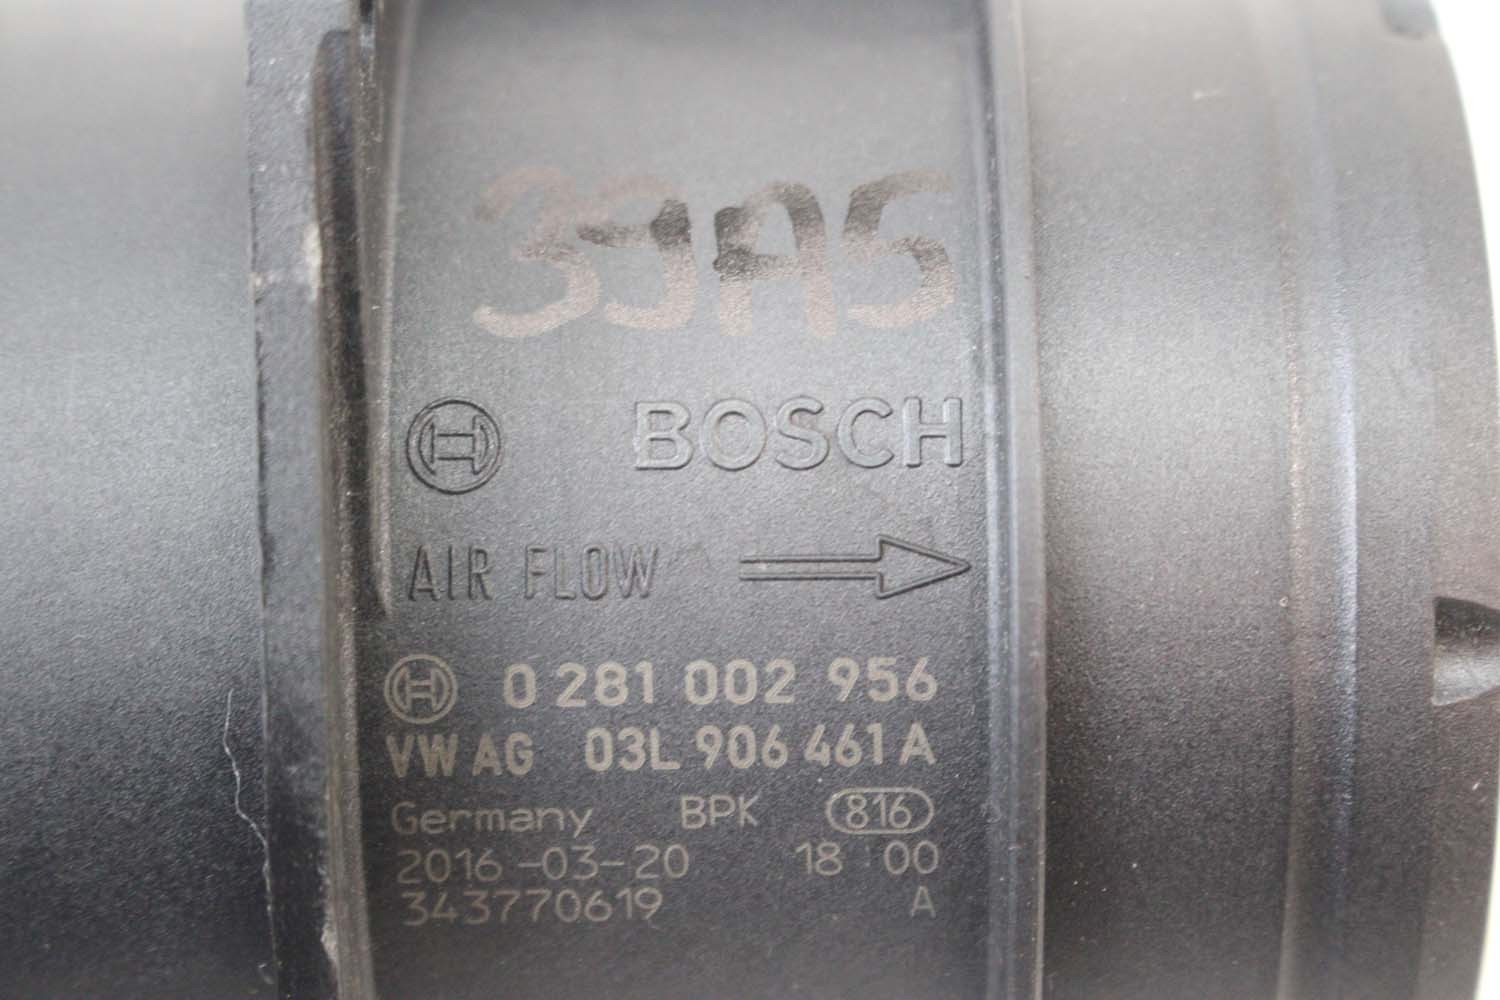 39A5
BOSCH
AIR FLOW
0 281 002 956
VW AG 03L 906 461 A
Germany BPK 816
2016-03-20 18 00
343770619 A